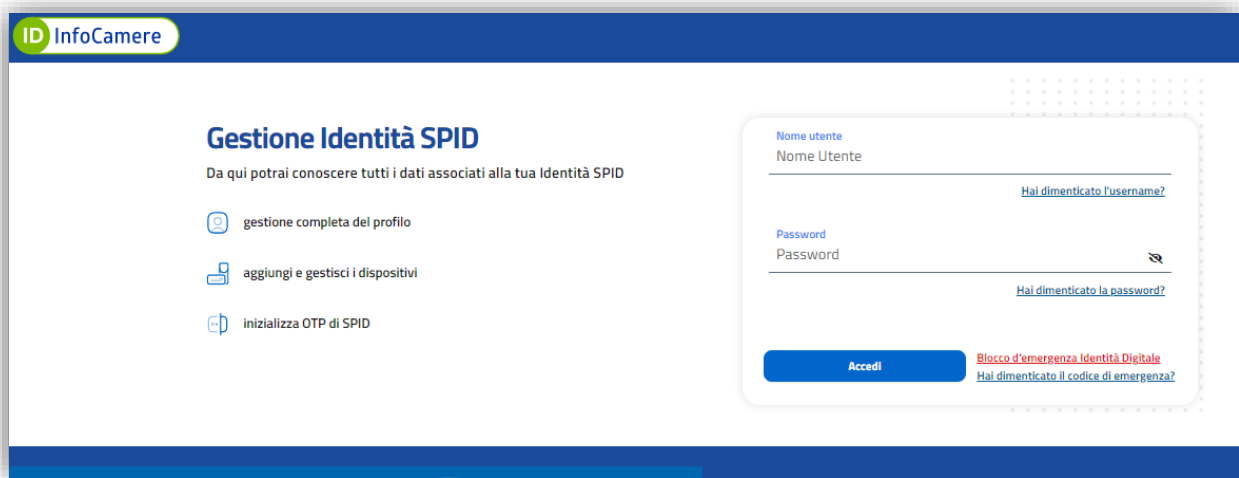 ID InfoCamere
Gestione Identità SPID
Da qui potrai conoscere tutti i dati associati alla tua Identità SPID
gestione completa del profilo
aggiungi e gestisci i dispositivi
inizializza OTP di SPID
Nome utente
Nome Utente
Hai dimenticato l'username?
Password
Password
Hai dimenticato la password?
Accedi
Blocco d'emergenza Identità Digitale
Hai dimenticato il codice di emergenza?